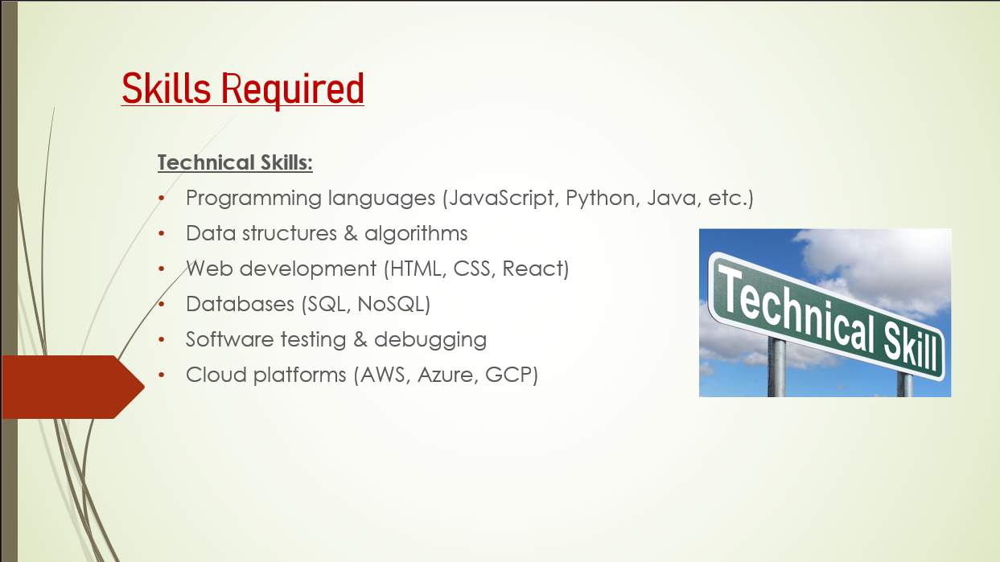 Skills Required
Technical Skills:
• Programming languages (JavaScript, Python, Java, etc.)
• Data structures & algorithms
• Web development (HTML, CSS, React)
• Databases (SQL, NoSQL)
• Software testing & debugging
• Cloud platforms (AWS, Azure, GCP)
Technical Skill